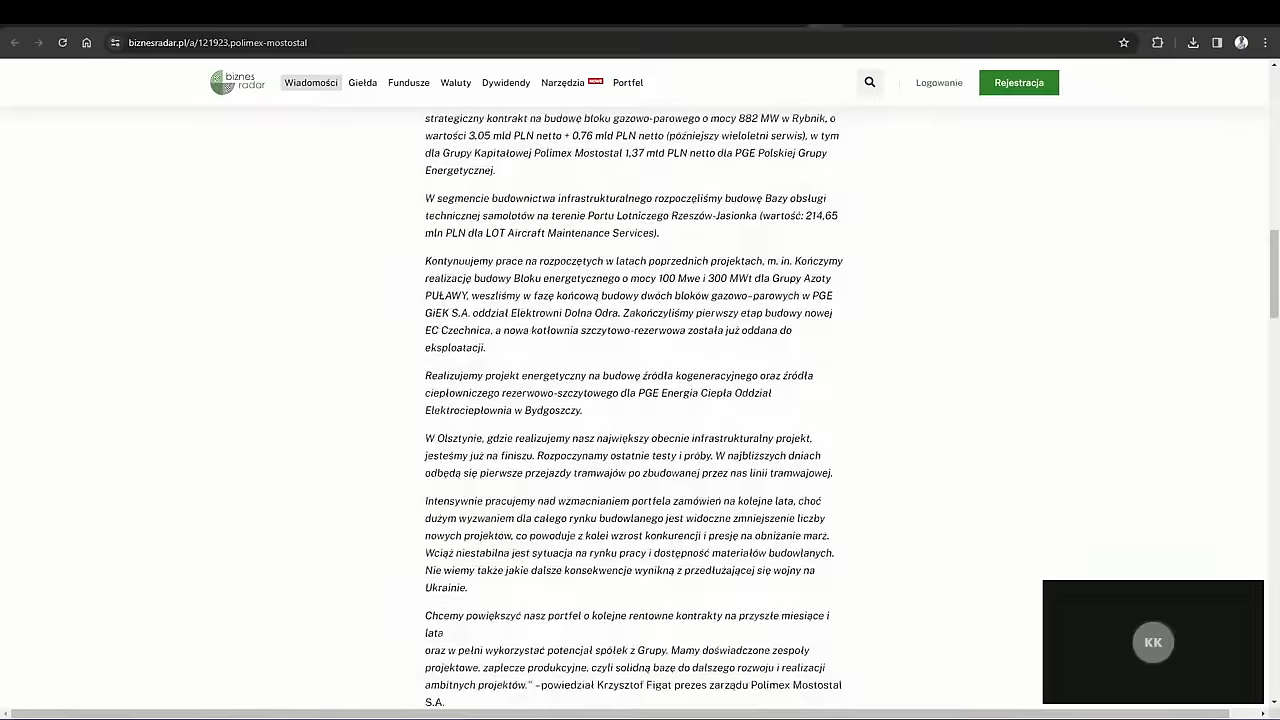 biznesradar.pl/a/121923,polimex-mostostal
biznes
radar
Wiadomości Giełda Fundusze Waluty Dywidendy Narzędzia NOWE Portfel
Logowanie
Rejestracja
strategiczny kontrakt na budowę bloku gazowo-parowego o mocy 882 MW w Rybnik, o
wartości 3,05 mld PLN netto + 0,76 mld PLN netto (późniejszy wieloletni serwis), w tym
dla Grupy Kapitałowej Polimex Mostostal 1,37 mld PLN netto dla PGE Polskiej Grupy
Energetycznej.
W segmencie budownictwa infrastrukturalnego rozpoczęliśmy budowę Bazy obsługi
technicznej samolotów na terenie Portu Lotniczego Rzeszów-Jasionka (wartość: 214,65
mln PLN dla LOT Aircraft Maintenance Services).
Kontynuujemy prace na rozpoczętych w latach poprzednich projektach, m. in. Kończymy
realizację budowy Bloku energetycznego o mocy 100 Mwe i 300 MWt dla Grupy Azoty
PUŁAWY, weszliśmy w fazę końcową budowy dwóch bloków gazowo-parowych w PGE
GiEK S.A. oddział Elektrowni Dolna Odra. Zakończyliśmy pierwszy etap budowy nowej
EC Czechnica, a nowa kotłownia szczytowo-rezerwowa została już oddana do
eksploatacji.
Realizujemy projekt energetyczny na budowę źródła kogeneracyjnego oraz źródła
ciepłowniczego rezerwowo-szczytowego dla PGE Energia Ciepła Oddział
Elektrociepłownia w Bydgoszczy.
W Olsztynie, gdzie realizujemy nasz największy obecnie infrastrukturalny projekt,
jesteśmy już na finiszu. Rozpoczynamy ostatnie testy i próby. W najbliższych dniach
odbędą się pierwsze przejazdy tramwajów po zbudowanej przez nas linii tramwajowej.
Intensywnie pracujemy nad wzmacnianiem portfela zamówień na kolejne lata, choć
dużym wyzwaniem dla całego rynku budowlanego jest widoczne zmniejszenie liczby
nowych projektów, co powoduje z kolei wzrost konkurencji i presję na obniżanie marż.
Wciąż niestabilna jest sytuacja na rynku pracy i dostępność materiałów budowlanych.
Nie wiemy także jakie dalsze konsekwencje wynikną z przedłużającej się wojny na
Ukrainie.
Chcemy powiększyć nasz portfel o kolejne rentowne kontrakty na przyszłe miesiące i
lata
oraz w pełni wykorzystać potencjał spółek z Grupy. Mamy doświadczone zespoły
projektowe, zaplecze produkcyjne, czyli solidną bazę do dalszego rozwoju i realizacji
ambitnych projektów." –powiedział Krzysztof Figat prezes zarządu Polimex Mostostal
S.A.
KK